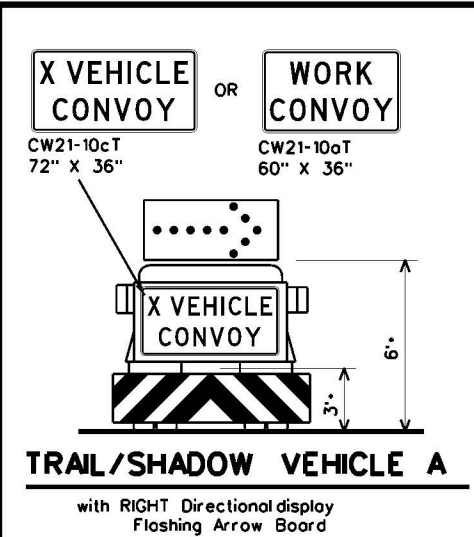 X VEHICLE
CONVOY
OR
WORK
CONVOY
CW21-10cT
72" X 36"
CW21-10aT
60" X 36"
X VEHICLE
CONVOY
6'+
3'+
TRAIL/SHADOW VEHICLE A
with RIGHT Directional display
Flashing Arrow Board